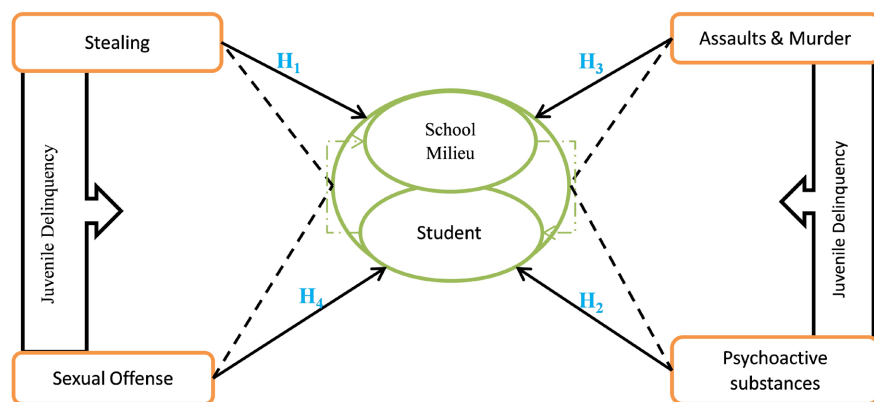 Stealing
Assaults & Murder
H1
H3
School
Milieu
Juvenile Delinquency
Student
Juvenile Delinquency
H4
H2
Sexual Offense
Psychoactive
substances